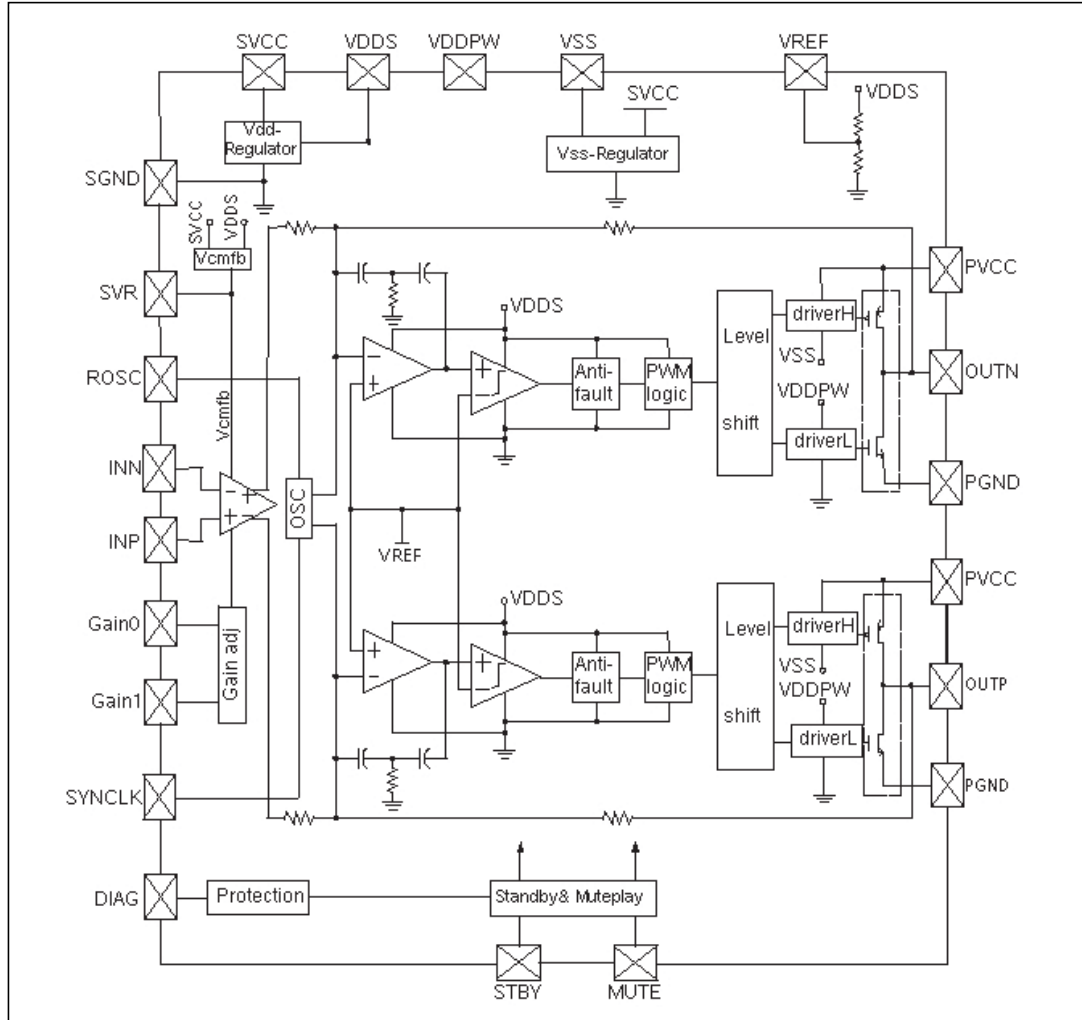 SVCC
VDDS
VDDPW
VSS
VREF
SVCC
VDDS
Vdd-
Regulator
Vss-Regulator
SGND
SVCC
VDDS
Vcmfb
PVCC
SVR
VDDS
Level
shift
driverH
VSS
VDDPW
driverL
ROSC
Vcmfb
-
+
+
-
Anti-
fault
PWM
logic
OUTN
INN
- +
+ -
OSC
PGND
INP
VREF
PVCC
VDDS
Level
shift
driverH
VSS
VDDPW
driverL
Gain0
Gain adj
+
-
+
-
Anti-
fault
PWM
logic
OUTP
Gain1
SYNCLK
PGND
DIAG
Protection
Standby& Muteplay
STBY
MUTE